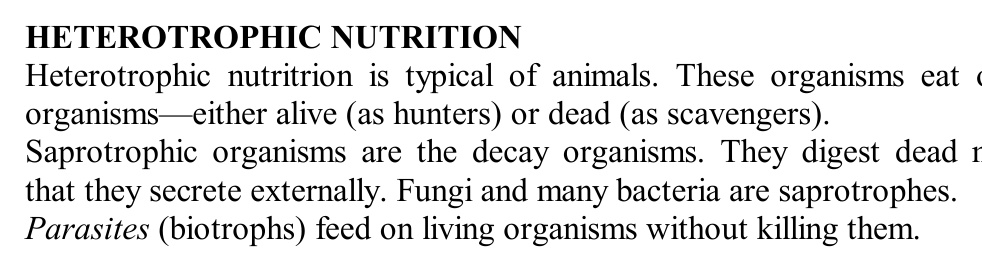 HETEROTROPHIC NUTRITION
Heterotrophic nutritrion is typical of animals. These organisms eat
organisms—either alive (as hunters) or dead (as scavengers).
Saprotrophic organisms are the decay organisms. They digest dead
that they secrete externally. Fungi and many bacteria are saprotrophes.
Parasites (biotrophs) feed on living organisms without killing them.